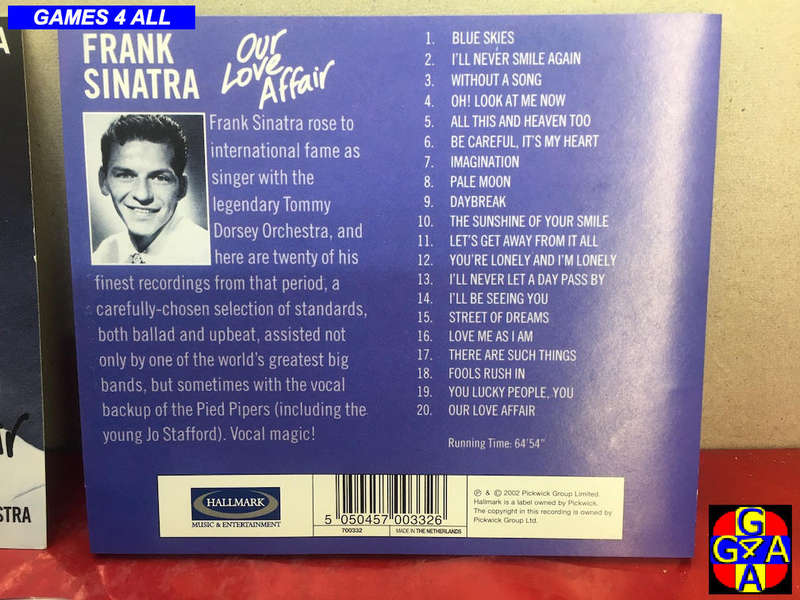 GAMES 4 ALL
A
FRANK
SINATRA
Our
Love
Affair
Frank Sinatra rose to
international fame as
singer with the
legendary Tommy
Dorsey Orchestra, and
here are twenty of his
finest recordings from that period, a
carefully-chosen selection of standards,
both ballad and upbeat, assisted not
only by one of the world's greatest big
bands, but sometimes with the vocal
backup of the Pied Pipers (including the
young Jo Stafford). Vocal magic!
1. BLUE SKIES
2. I'LL NEVER SMILE AGAIN
3. WITHOUT A SONG
4. OH! LOOK AT ME NOW
5. ALL THIS AND HEAVEN TOO
6. BE CAREFUL, IT'S MY HEART
7. IMAGINATION
8. PALE MOON
9. DAYBREAK
10. THE SUNSHINE OF YOUR SMILE
11. LET'S GET AWAY FROM IT ALL
12. YOU'RE LONELY AND I'M LONELY
13. I'LL NEVER LET A DAY PASS BY
14. I'LL BE SEEING YOU
15. STREET OF DREAMS
16. LOVE ME AS I AM
17. THERE ARE SUCH THINGS
18. FOOLS RUSH IN
19. YOU LUCKY PEOPLE, YOU
20. OUR LOVE AFFAIR
Running Time: 64'54"
ir
STRA
HALLMARK
MUSIC & ENTERTAINMENT
5 050457 003326
700332
MADE IN THE NETHERLANDS
℗ & © 2002 Pickwick Group Limited.
Hallmark is a label owned by Pickwick.
The copyright in this recording is owned by
Pickwick Group Ltd.
G
G4A
A